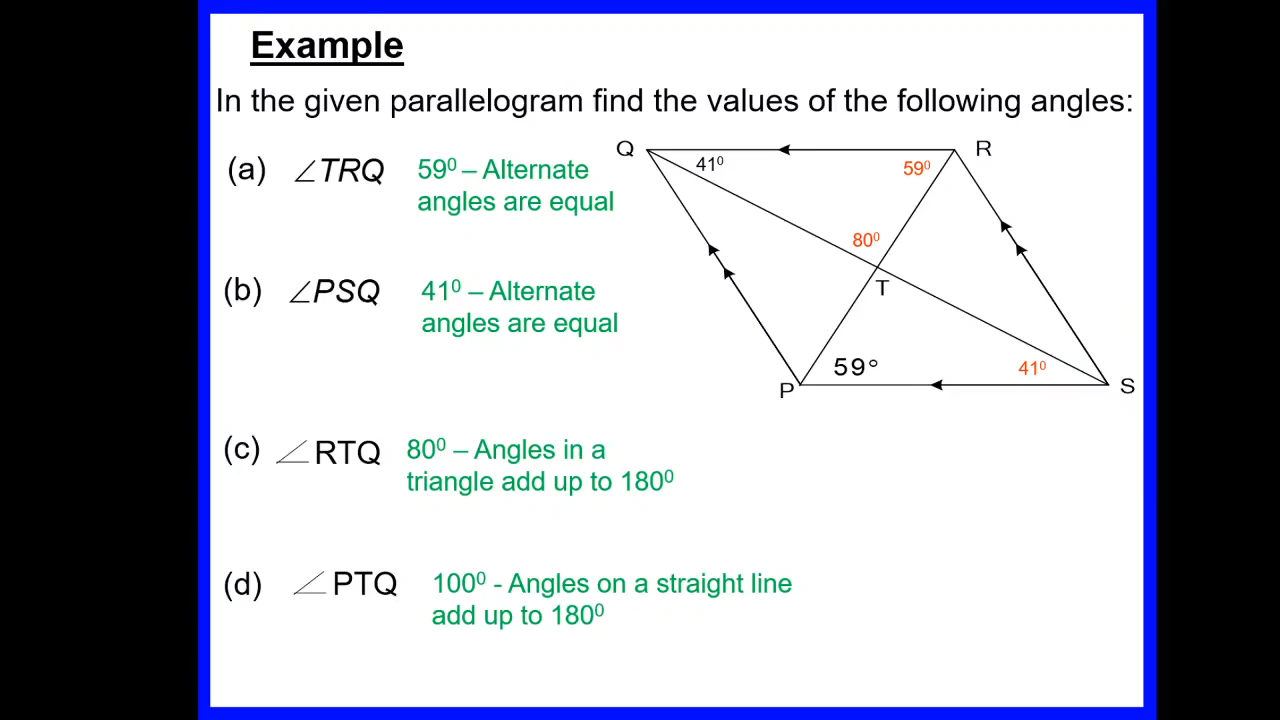 Example
In the given parallelogram find the values of the following angles:
(a) ∠TRQ 59⁰ – Alternate
angles are equal
(b) ∠PSQ 41⁰ – Alternate
angles are equal
(c) ∠RTQ 80⁰ – Angles in a
triangle add up to 180⁰
(d) ∠PTQ 100⁰ - Angles on a straight line
add up to 180⁰
Q
R
41⁰
59⁰
80⁰
T
59°
41⁰
P
S